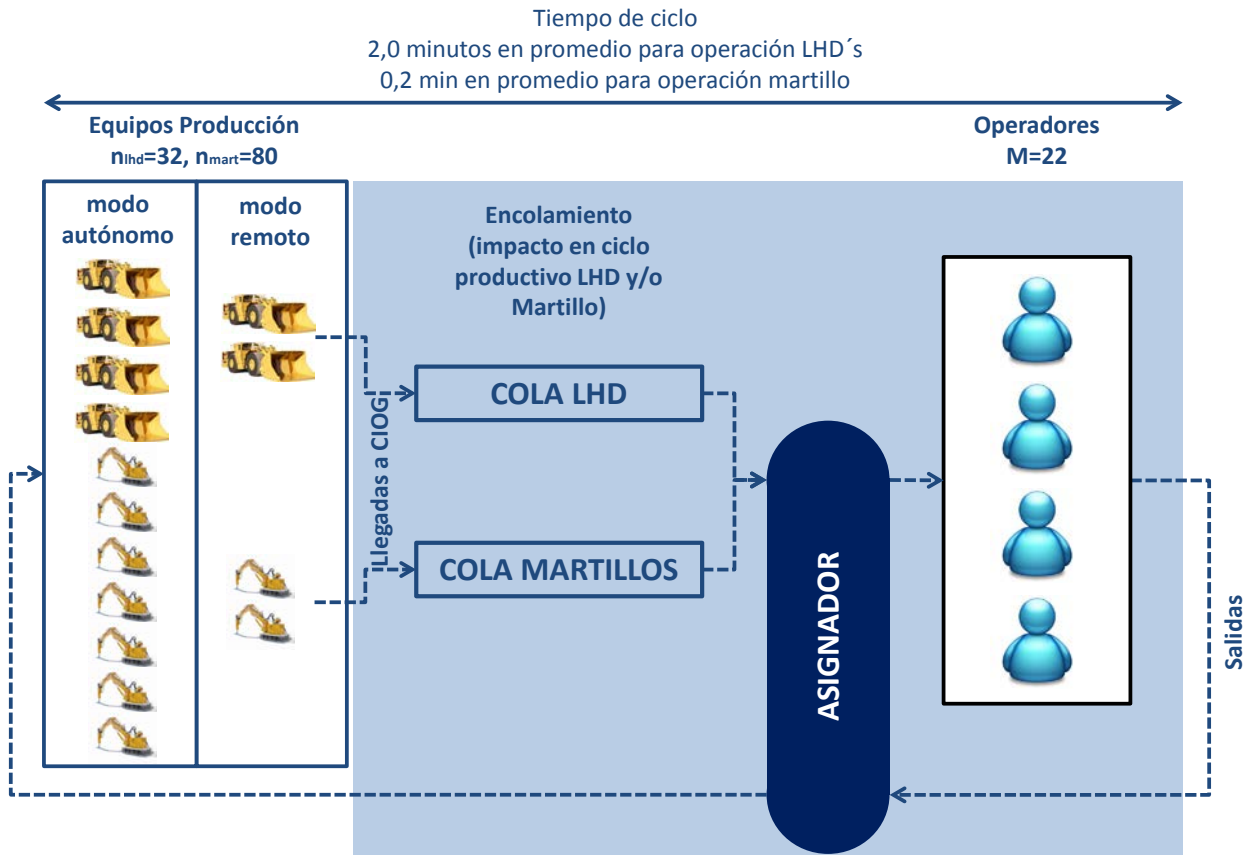 Tiempo de ciclo
2,0 minutos en promedio para operación LHD´s
0,2 min en promedio para operación martillo
Equipos Producción
nlhd=32, nmart=80
Operadores
M=22
modo
autónomo
modo
remoto
Encolamiento
(impacto en ciclo
productivo LHD y/o
Martillo)
Llegadas a CIOG
COLA LHD
COLA MARTILLOS
ASIGNADOR
Salidas